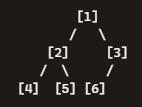 [1]
/ \
[2] [3]
/ \ /
[4] [5] [6]